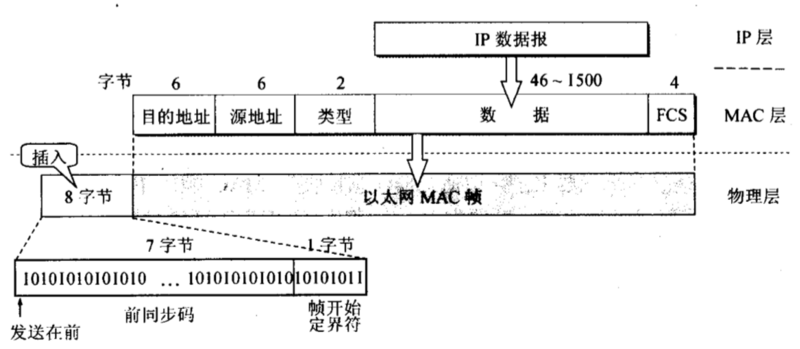 IP 数据报
IP 层
字节 6 6 2 46~1500 4
目的地址 源地址 类型 数 据 FCS
MAC 层
插入
8 字节
以太网 MAC 帧
物理层
7 字节 1 字节
10101010101010 ... 101010101010 10101011
前同步码
帧开始
定界符
发送在前